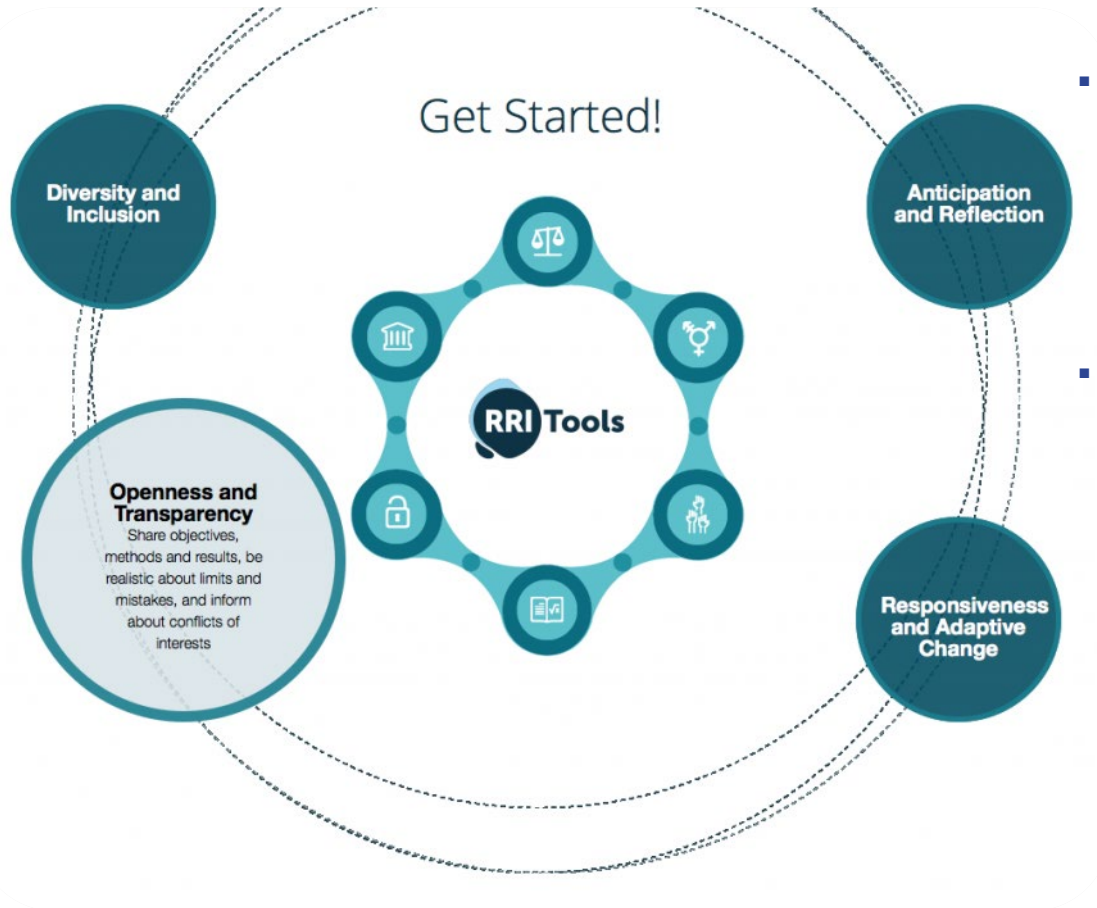 Get Started!
Diversity and
Inclusion
Anticipation
and Reflection
RRI Tools
Openness and
Transparency
Share objectives,
methods and results, be
realistic about limits and
mistakes, and inform
about conflicts of
interests
Responsiveness
and Adaptive
Change